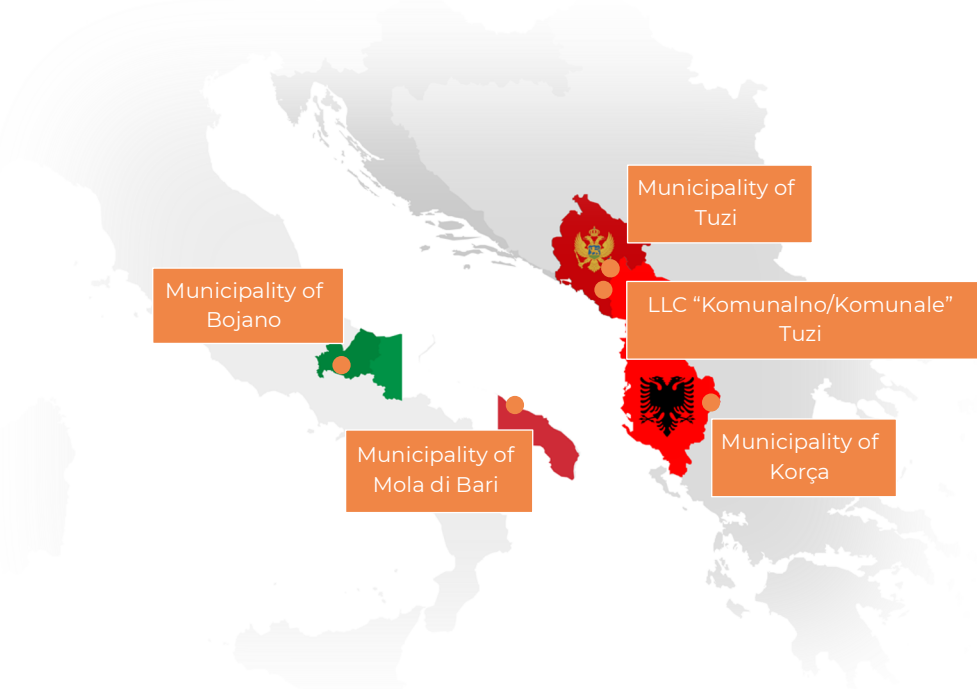 Municipality of
Tuzi
LLC “Komunalno/Komunale”
Tuzi
Municipality of
Bojano
Municipality of
Mola di Bari
Municipality of
Korça